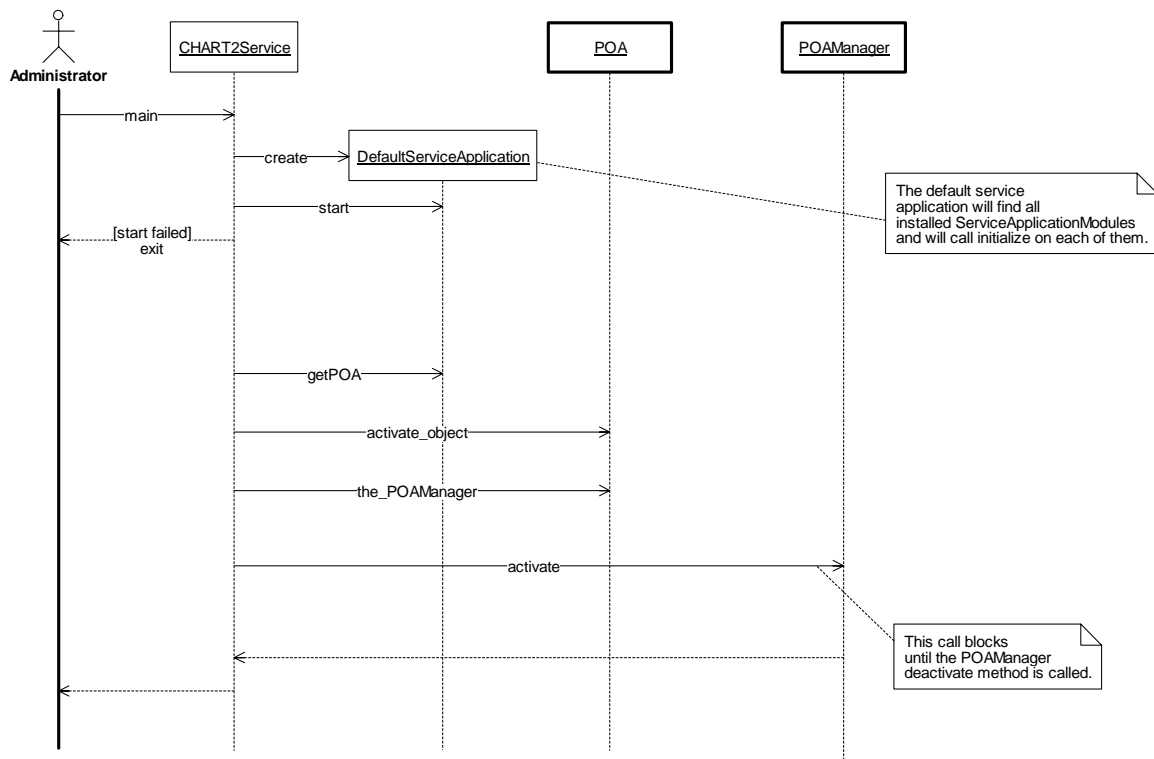 CHART2Service
POA
POAManager
Administrator
main
create
DefaultServiceApplication
start
The default service
application will find all
installed ServiceApplicationModules
and will call initialize on each of them.
[start failed]
exit
getPOA
activate_object
the_POAManager
activate
This call blocks
until the POAManager
deactivate method is called.